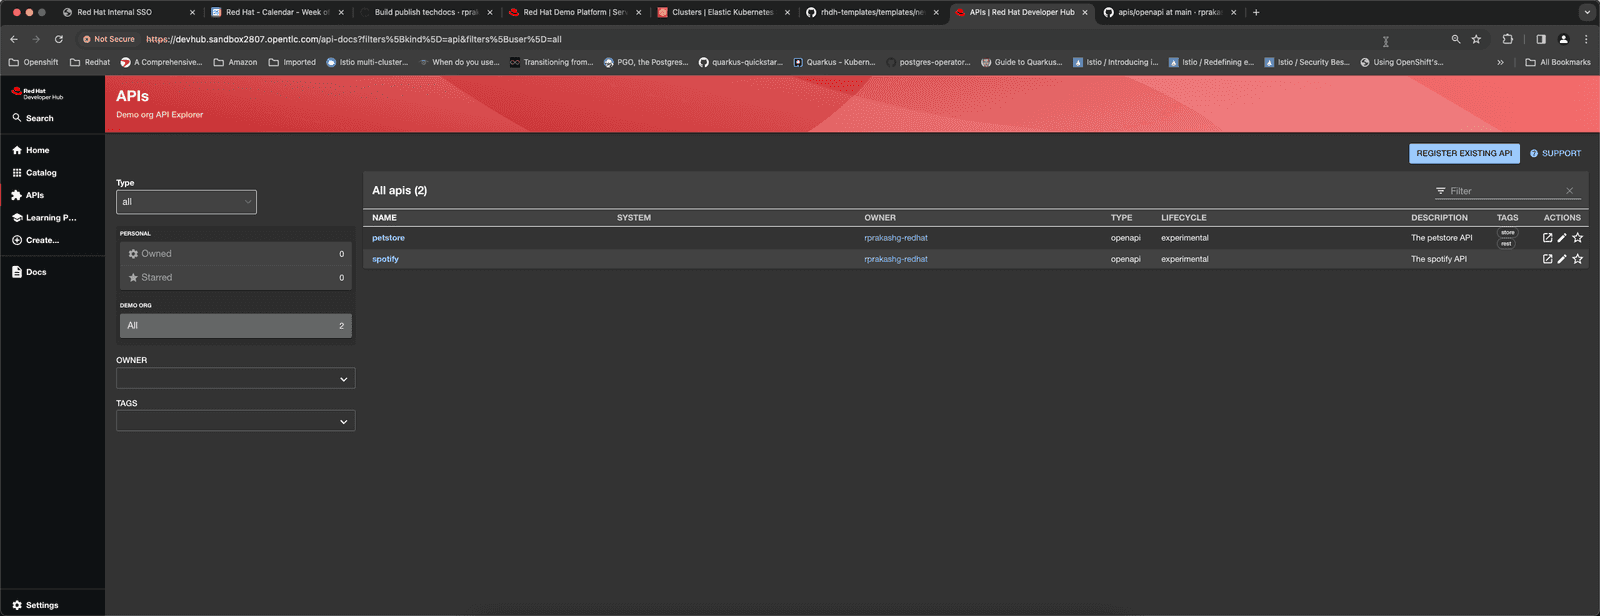 Red Hat Internal SSO
Red Hat - Calendar - Week of
Build publish techdocs · rprak
Red Hat Demo Platform | Serv
Clusters | Elastic Kubernetes
rhdh-templates/templates/ne
APIs | Red Hat Developer Hub
apis/openapi at main · rpraka
Not Secure https://devhub.sandbox2807.opentlc.com/api-docs?filters%5Bkind%5D=api&filters%5Buser%5D=all
Openshift
Redhat
A Comprehensive...
Amazon
Imported
Istio multi-cluster...
When do you use...
Transitioning from...
PGO, the Postgres...
quarkus-quickstar...
Quarkus - Kubern...
postgres-operator...
Guide to Quarkus...
Istio / Introducing i...
Istio / Redefining e...
Istio / Security Bes...
Using OpenShift's...
All Bookmarks
Red Hat
Developer Hub
Search
Home
Catalog
APIs
Learning P...
Create...
Docs
Settings
APIs
Demo org API Explorer
REGISTER EXISTING API
SUPPORT
Type
all
PERSONAL
Owned 0
Starred 0
DEMO ORG
All 2
OWNER
TAGS
All apis (2)
Filter
NAME SYSTEM OWNER TYPE LIFECYCLE DESCRIPTION TAGS ACTIONS
petstore rprakashg-redhat openapi experimental The petstore API store
rest
spotify rprakashg-redhat openapi experimental The spotify API